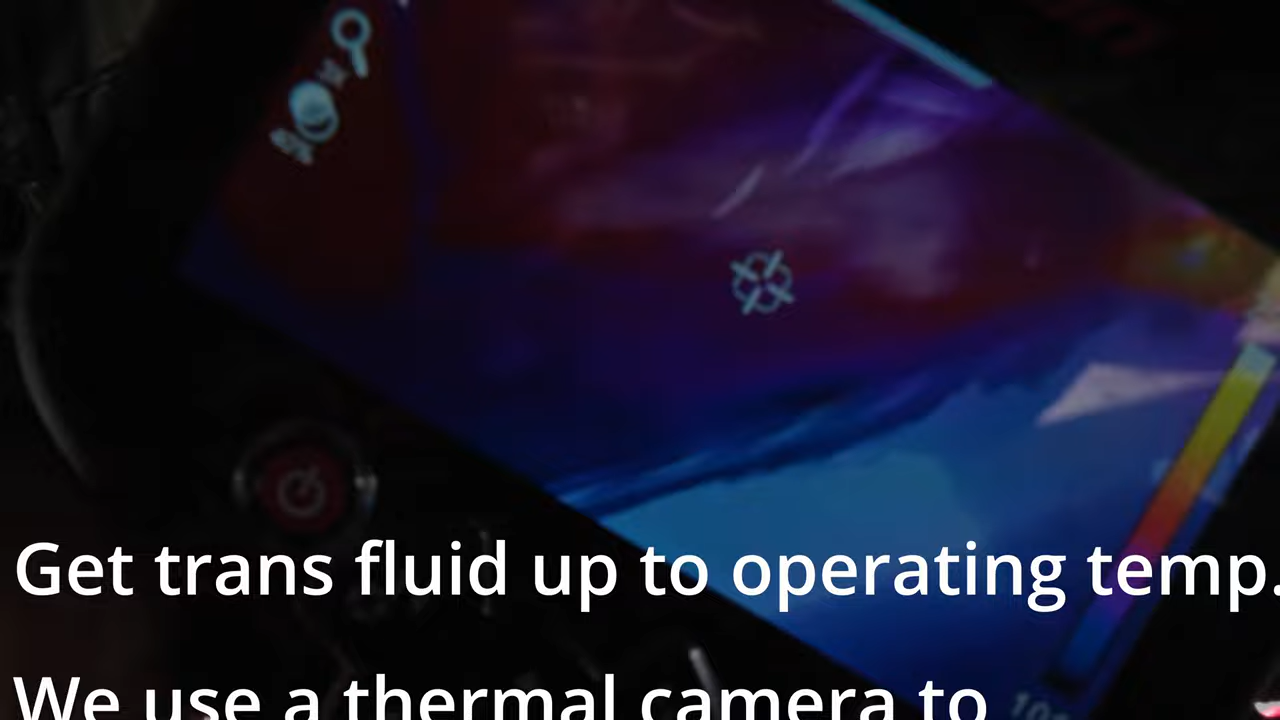 Get trans fluid up to operating temp.
We use a thermal camera to